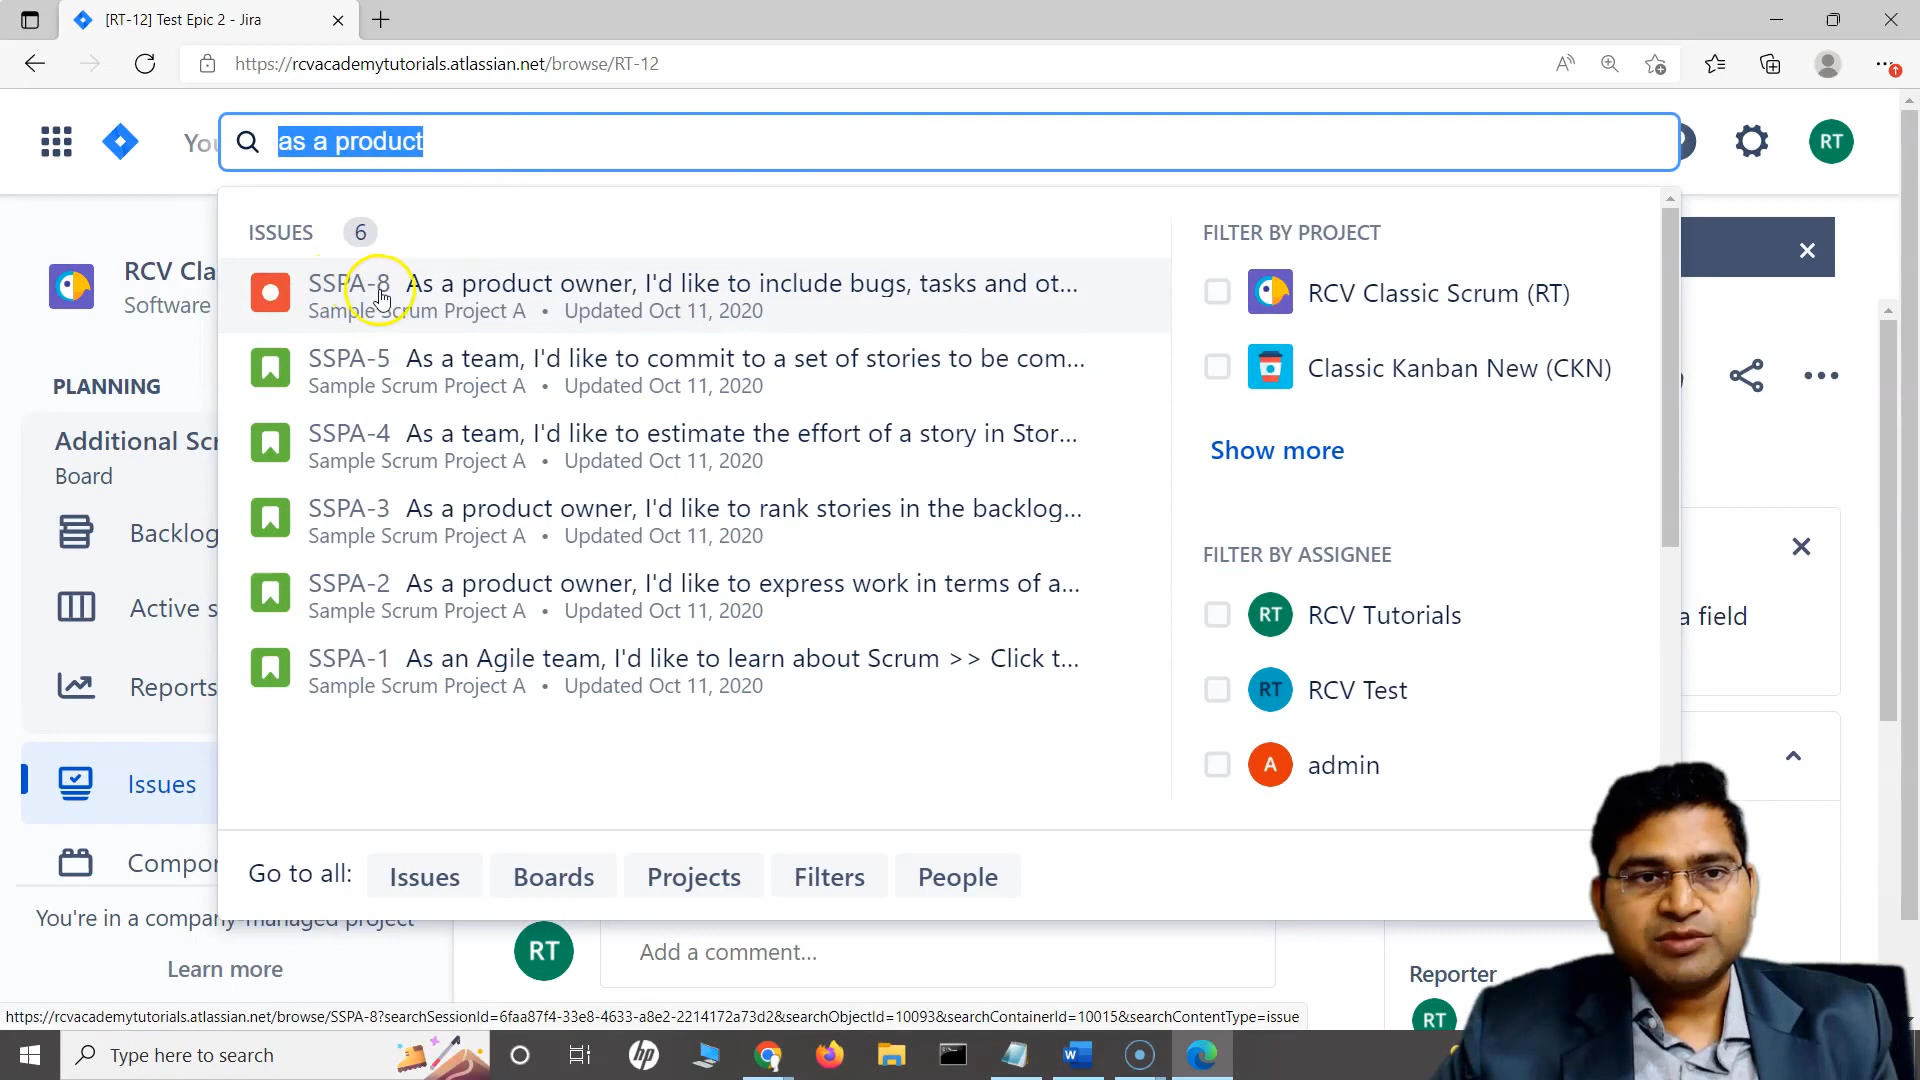 [RT-12] Test Epic 2 - Jira
https://rcvacademytutorials.atlassian.net/browse/RT-12
You
as a product
RT
ISSUES 6
SSPA-8 As a product owner, I'd like to include bugs, tasks and ot...
Sample Scrum Project A • Updated Oct 11, 2020
SSPA-5 As a team, I'd like to commit to a set of stories to be com...
Sample Scrum Project A • Updated Oct 11, 2020
SSPA-4 As a team, I'd like to estimate the effort of a story in Stor...
Sample Scrum Project A • Updated Oct 11, 2020
SSPA-3 As a product owner, I'd like to rank stories in the backlog...
Sample Scrum Project A • Updated Oct 11, 2020
SSPA-2 As a product owner, I'd like to express work in terms of a...
Sample Scrum Project A • Updated Oct 11, 2020
SSPA-1 As an Agile team, I'd like to learn about Scrum >> Click t...
Sample Scrum Project A • Updated Oct 11, 2020
FILTER BY PROJECT
RCV Classic Scrum (RT)
Classic Kanban New (CKN)
Show more
FILTER BY ASSIGNEE
RT RCV Tutorials
RT RCV Test
A admin
Go to all: Issues Boards Projects Filters People
RCV Cla
Software
PLANNING
Additional Scr
Board
Backlog
Active s
Reports
Issues
Compor
You're in a company-managed project
Learn more
a field
RT Add a comment...
Reporter
RT
https://rcvacademytutorials.atlassian.net/browse/SSPA-8?searchSessionId=6faa87f4-33e8-4633-a8e2-2214172a73d2&searchObjectId=10093&searchContainerId=10015&searchContentType=issue
Type here to search
hp